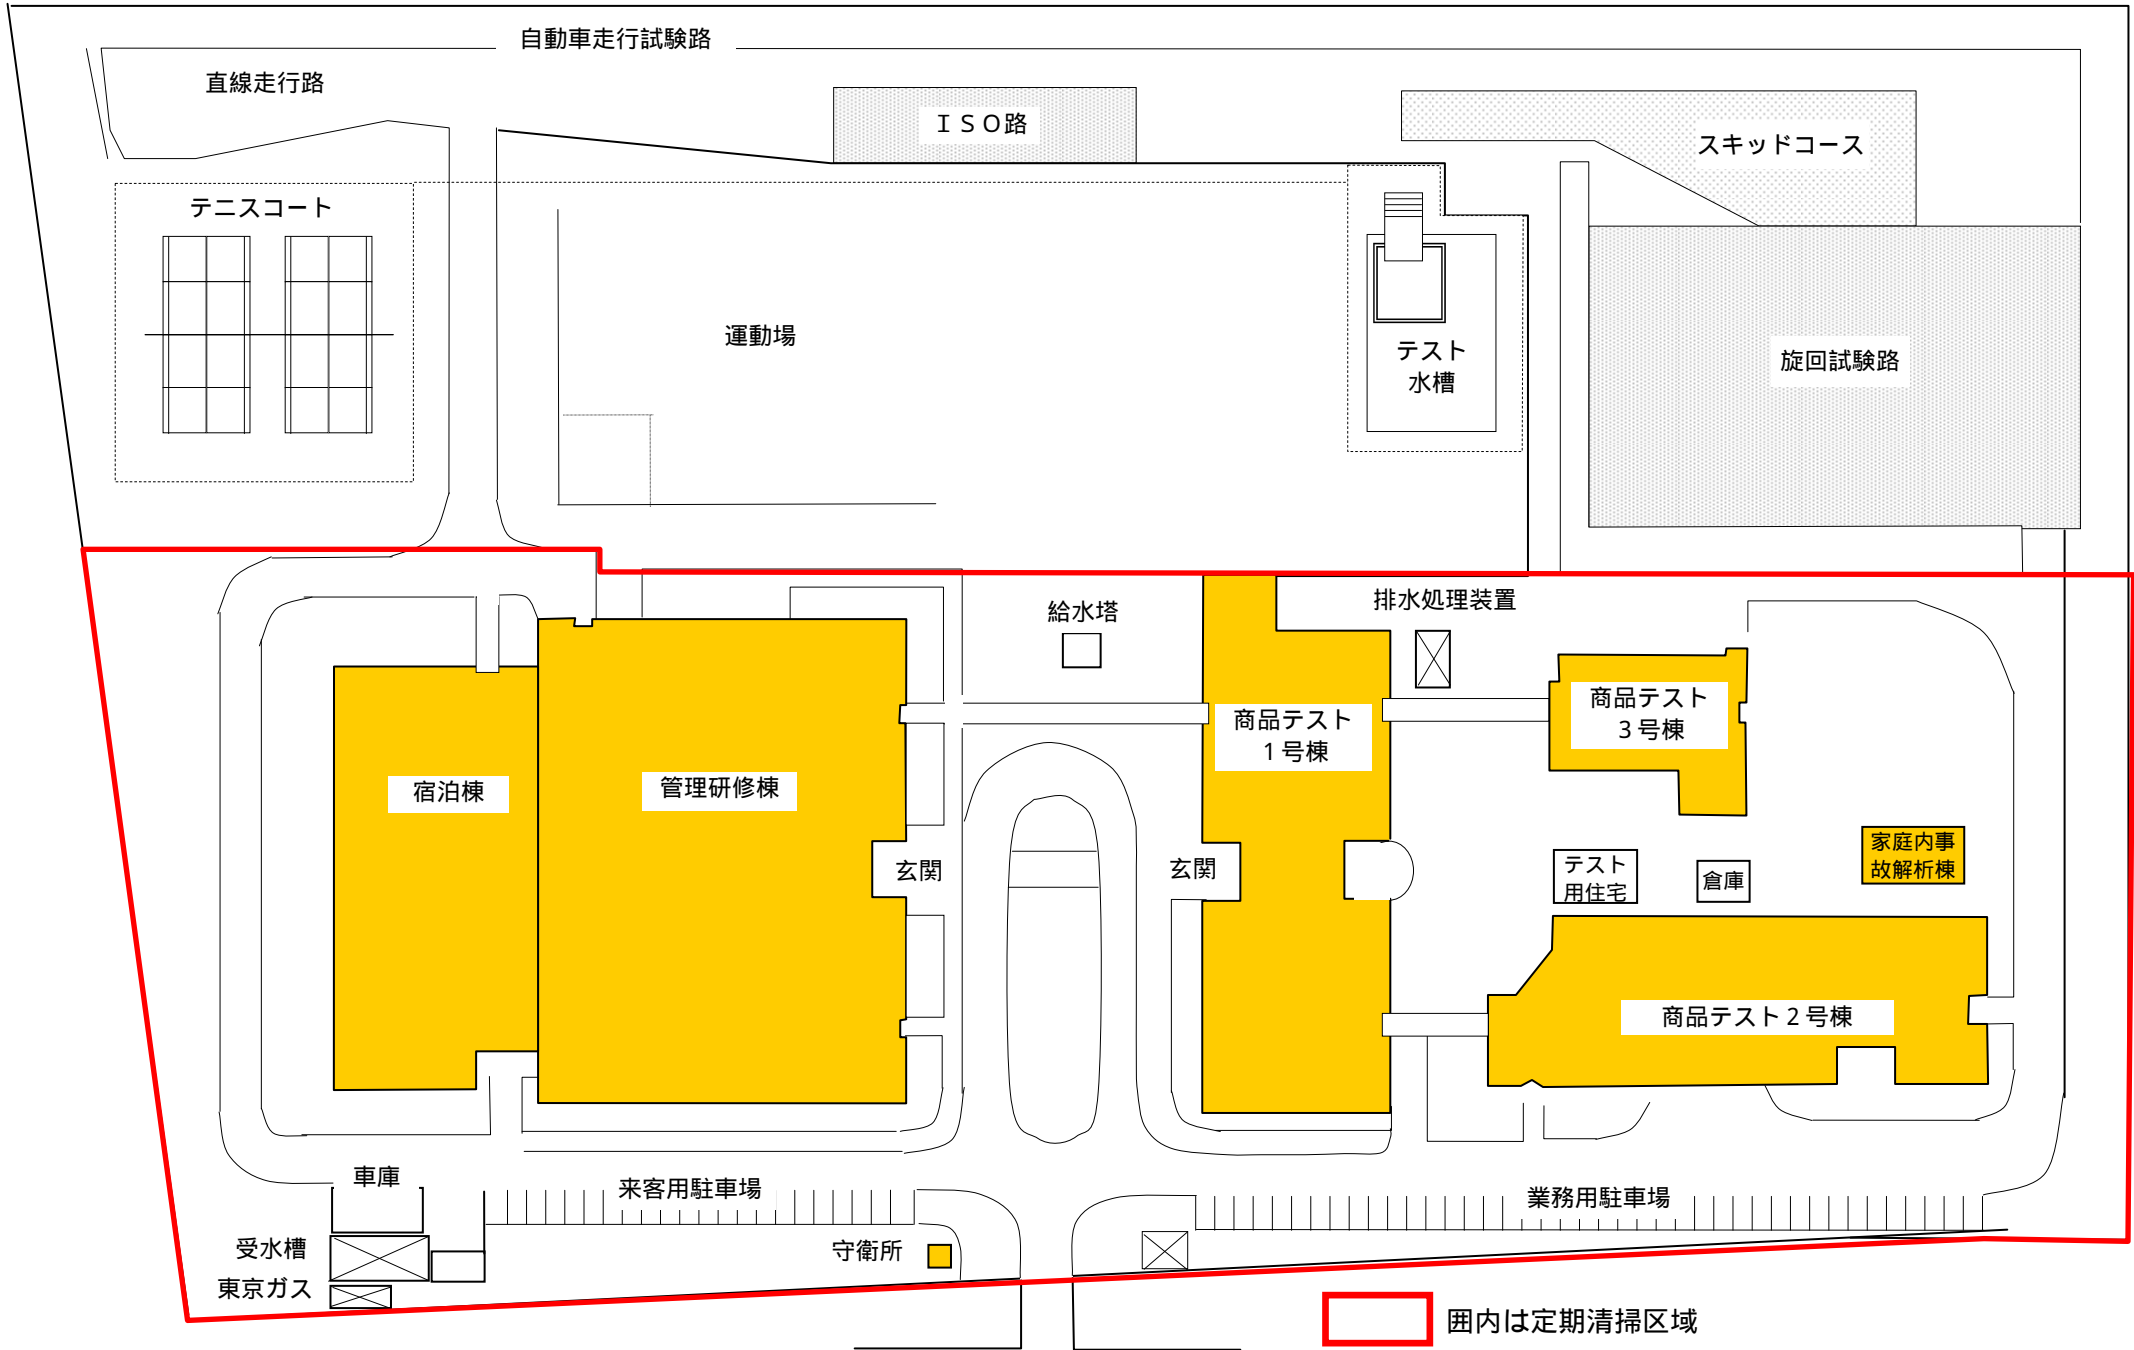 自動車走行試験路
直線走行路
ＩＳＯ路
スキッドコース
テニスコート
運動場
テスト
水槽
旋回試験路
給水塔
排水処理装置
商品テスト
３号棟
商品テスト
１号棟
宿泊棟
管理研修棟
玄関
玄関
テスト
用住宅
倉庫
家庭内事
故解析棟
商品テスト２号棟
車庫
来客用駐車場
業務用駐車場
受水槽
守衛所
東京ガス
囲内は定期清掃区域